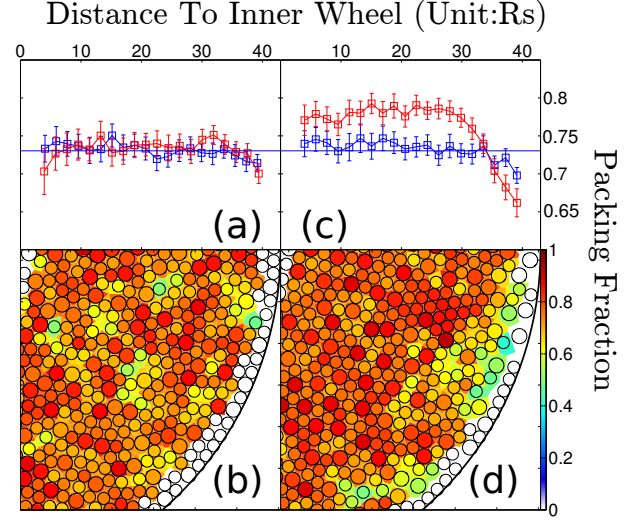 Distance To Inner Wheel (Unit:Rs)
0 10 20 30 40 0 10 20 30 40
0.8
0.75
0.7
0.65
(a) (c)
Packing Fraction
1
0.8
0.6
0.4
0.2
0
(b) (d)